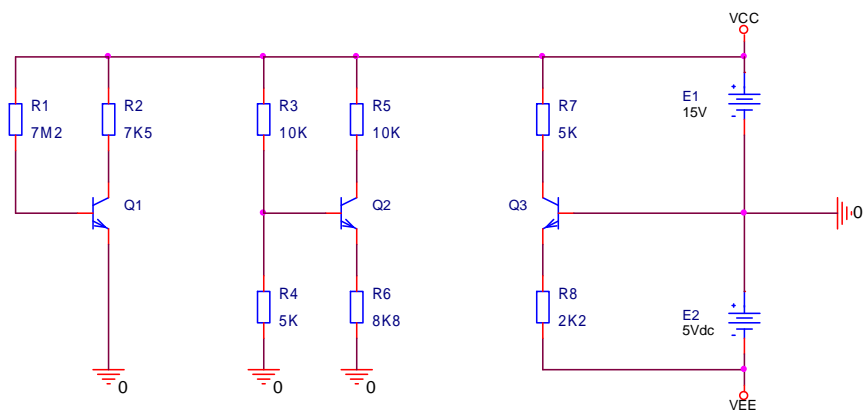 VCC
R1
7M2
R2
7K5
R3
10K
R5
10K
R7
5K
+
E1
15V
-
Q1
Q2
Q3
0
R4
5K
R6
8K8
R8
2K2
+
E2
5Vdc
-
0
0
0
VEE